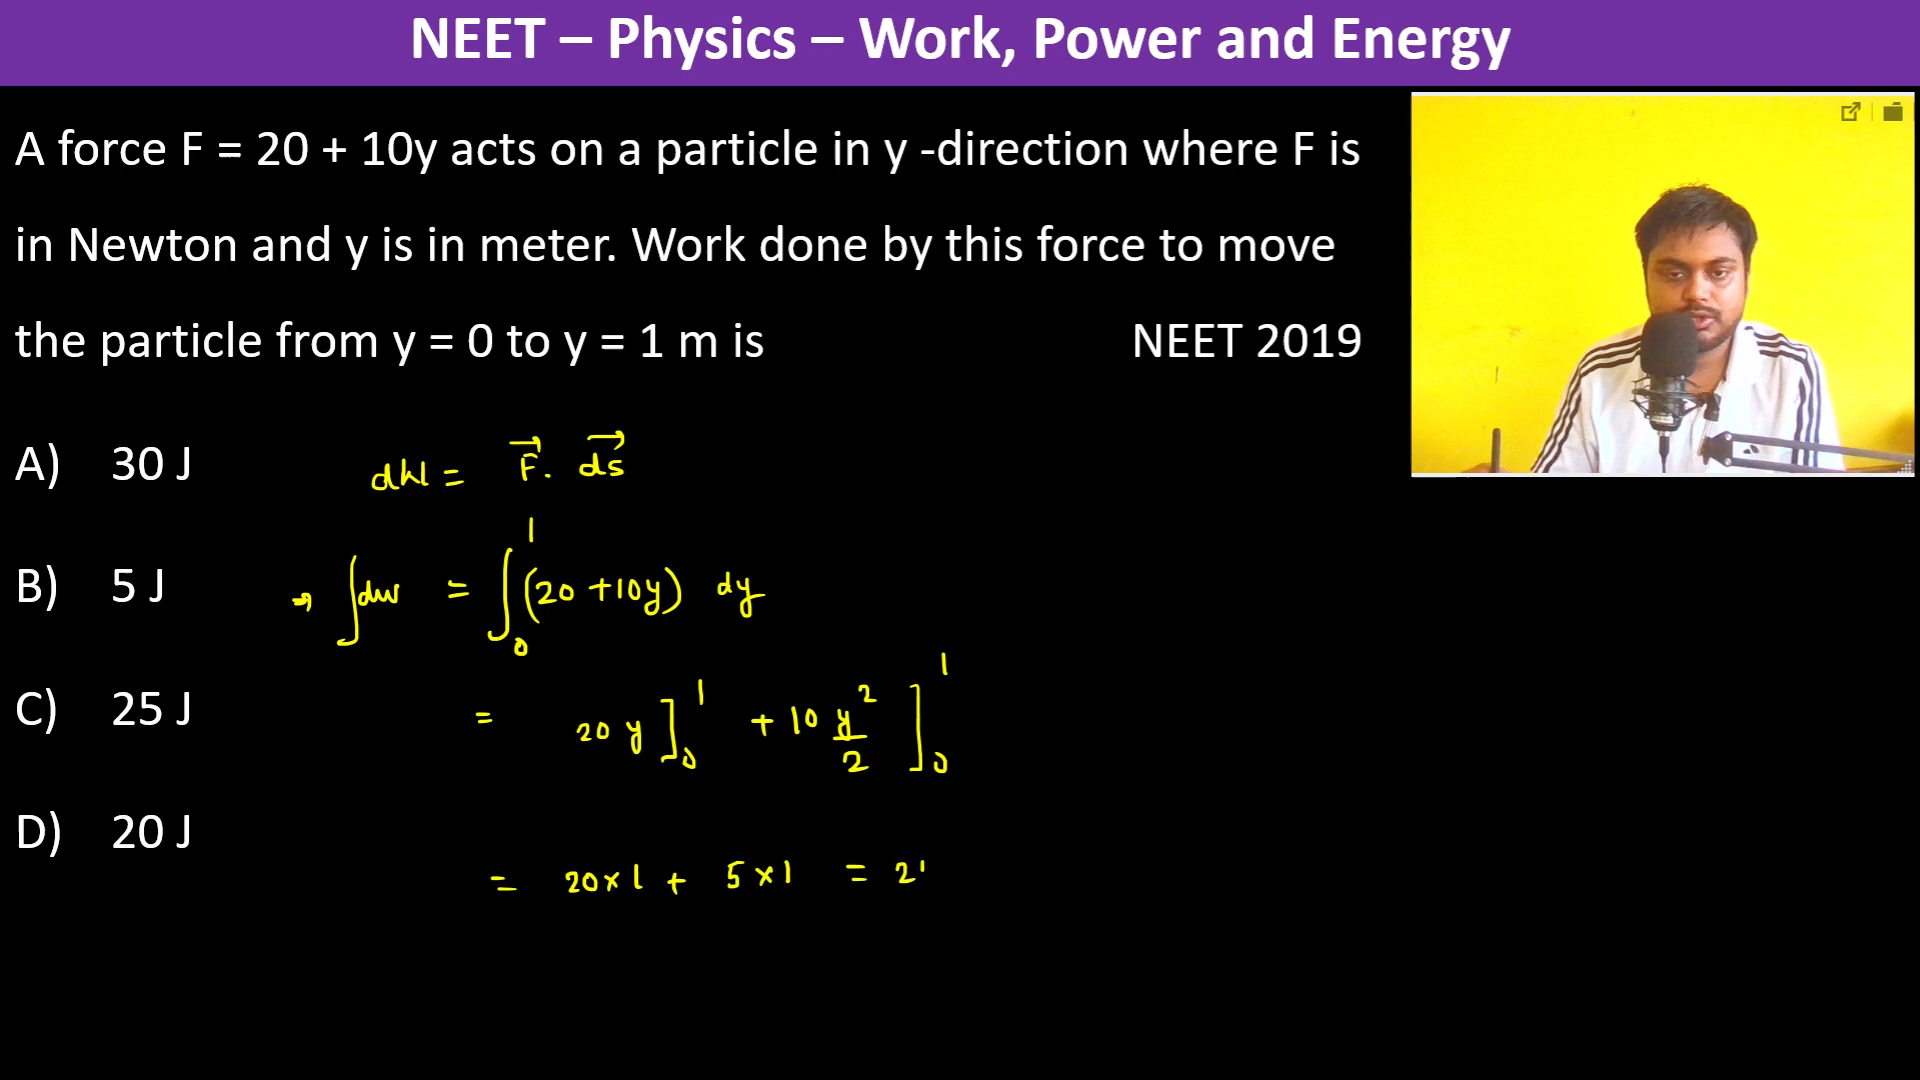 NEET – Physics – Work, Power and Energy
A force F = 20 + 10y acts on a particle in y -direction where F is
in Newton and y is in meter. Work done by this force to move
the particle from y = 0 to y = 1 m is NEET 2019
A) 30 J
B) 5 J
C) 25 J
D) 20 J
dW = F⃗. ds⃗
⇒ ∫dw = ∫₀¹ (20 + 10y) dy
= 20 y]₀¹ + 10 y²/2 ]₀¹
= 20×1 + 5×1 = 2